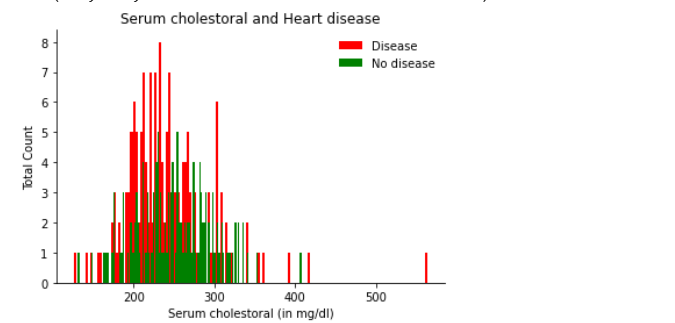 Serum cholestoral and Heart disease
Disease
No disease
8
7
6
5
4
3
2
1
0
Total Count
200 300 400 500
Serum cholestoral (in mg/dl)